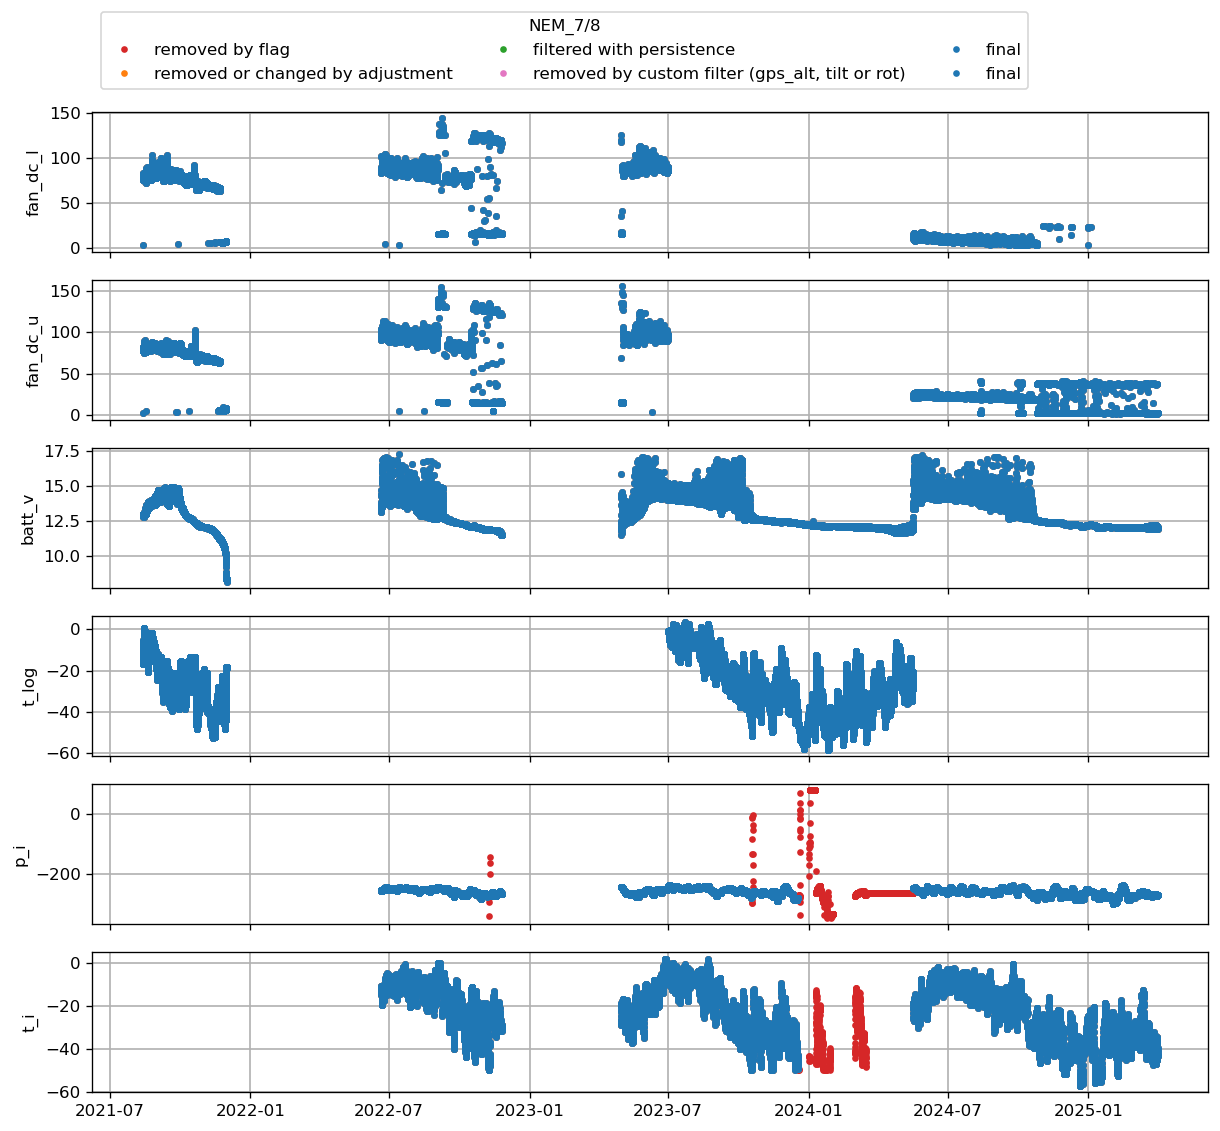 NEM_7/8
removed by flag
filtered with persistence
final
removed or changed by adjustment
removed by custom filter (gps_alt, tilt or rot)
final
fan_dc_l
150
100
50
0
fan_dc_u
150
100
50
0
batt_v
17.5
15.0
12.5
10.0
t_log
0
−20
−40
−60
p_i
0
−200
t_i
0
−20
−40
−60
2021-07
2022-01
2022-07
2023-01
2023-07
2024-01
2024-07
2025-01